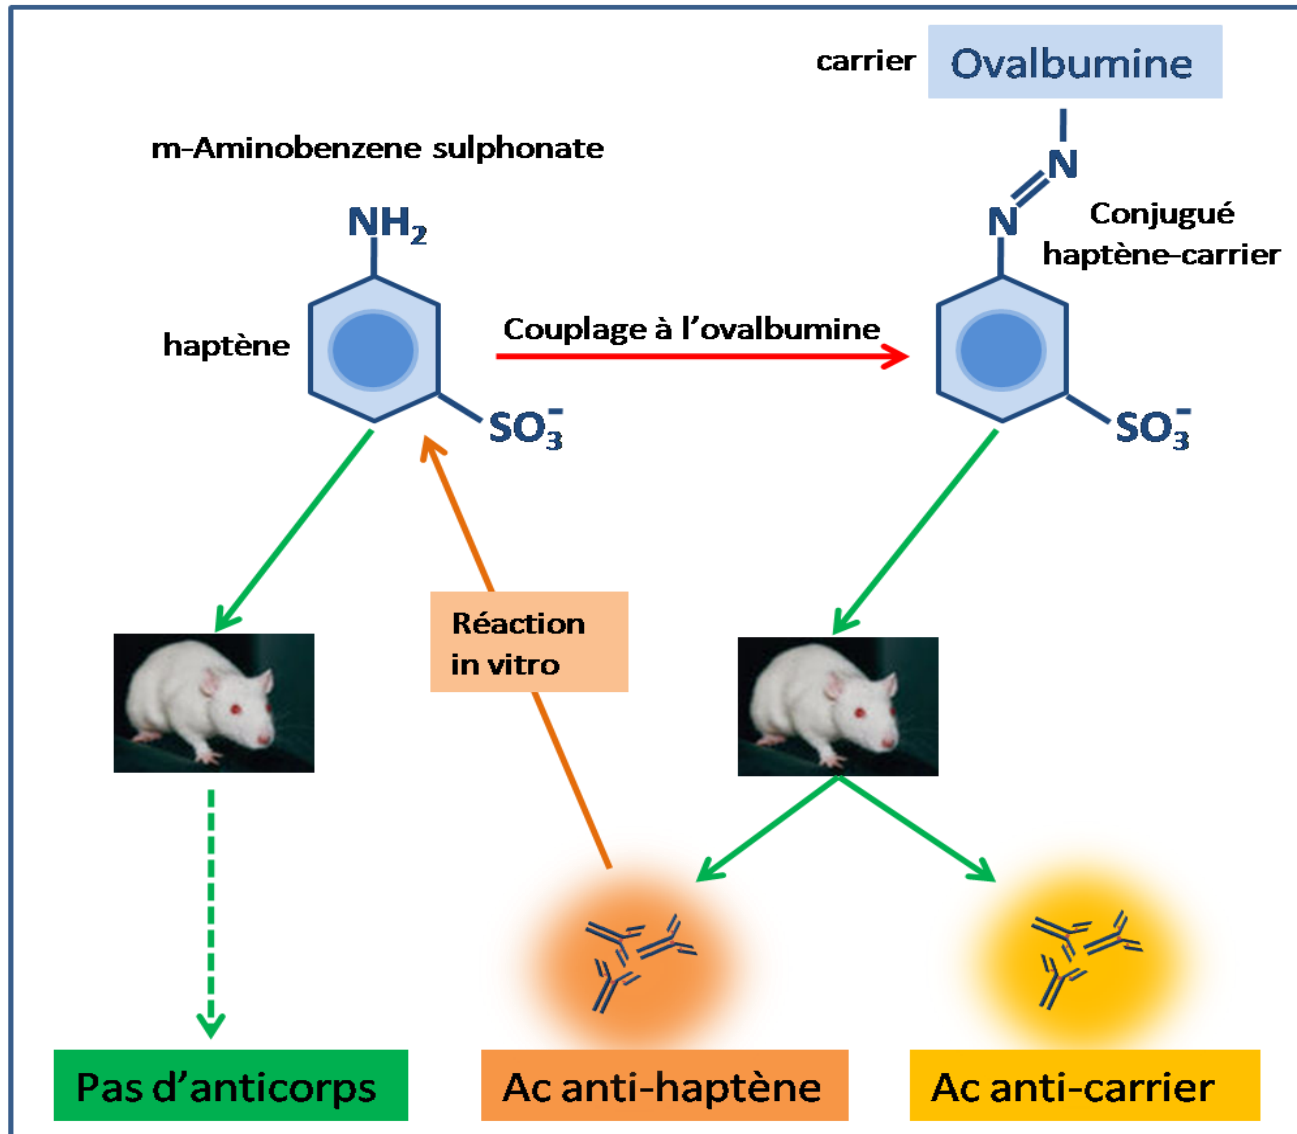 carrier
Ovalbumine
m-Aminobenzene sulphonate
NH₂
N
N
Conjugué
haptène-carrier
haptène
Couplage à l'ovalbumine
SO₃⁻
SO₃⁻
Réaction
in vitro
Pas d'anticorps
Ac anti-haptène
Ac anti-carrier